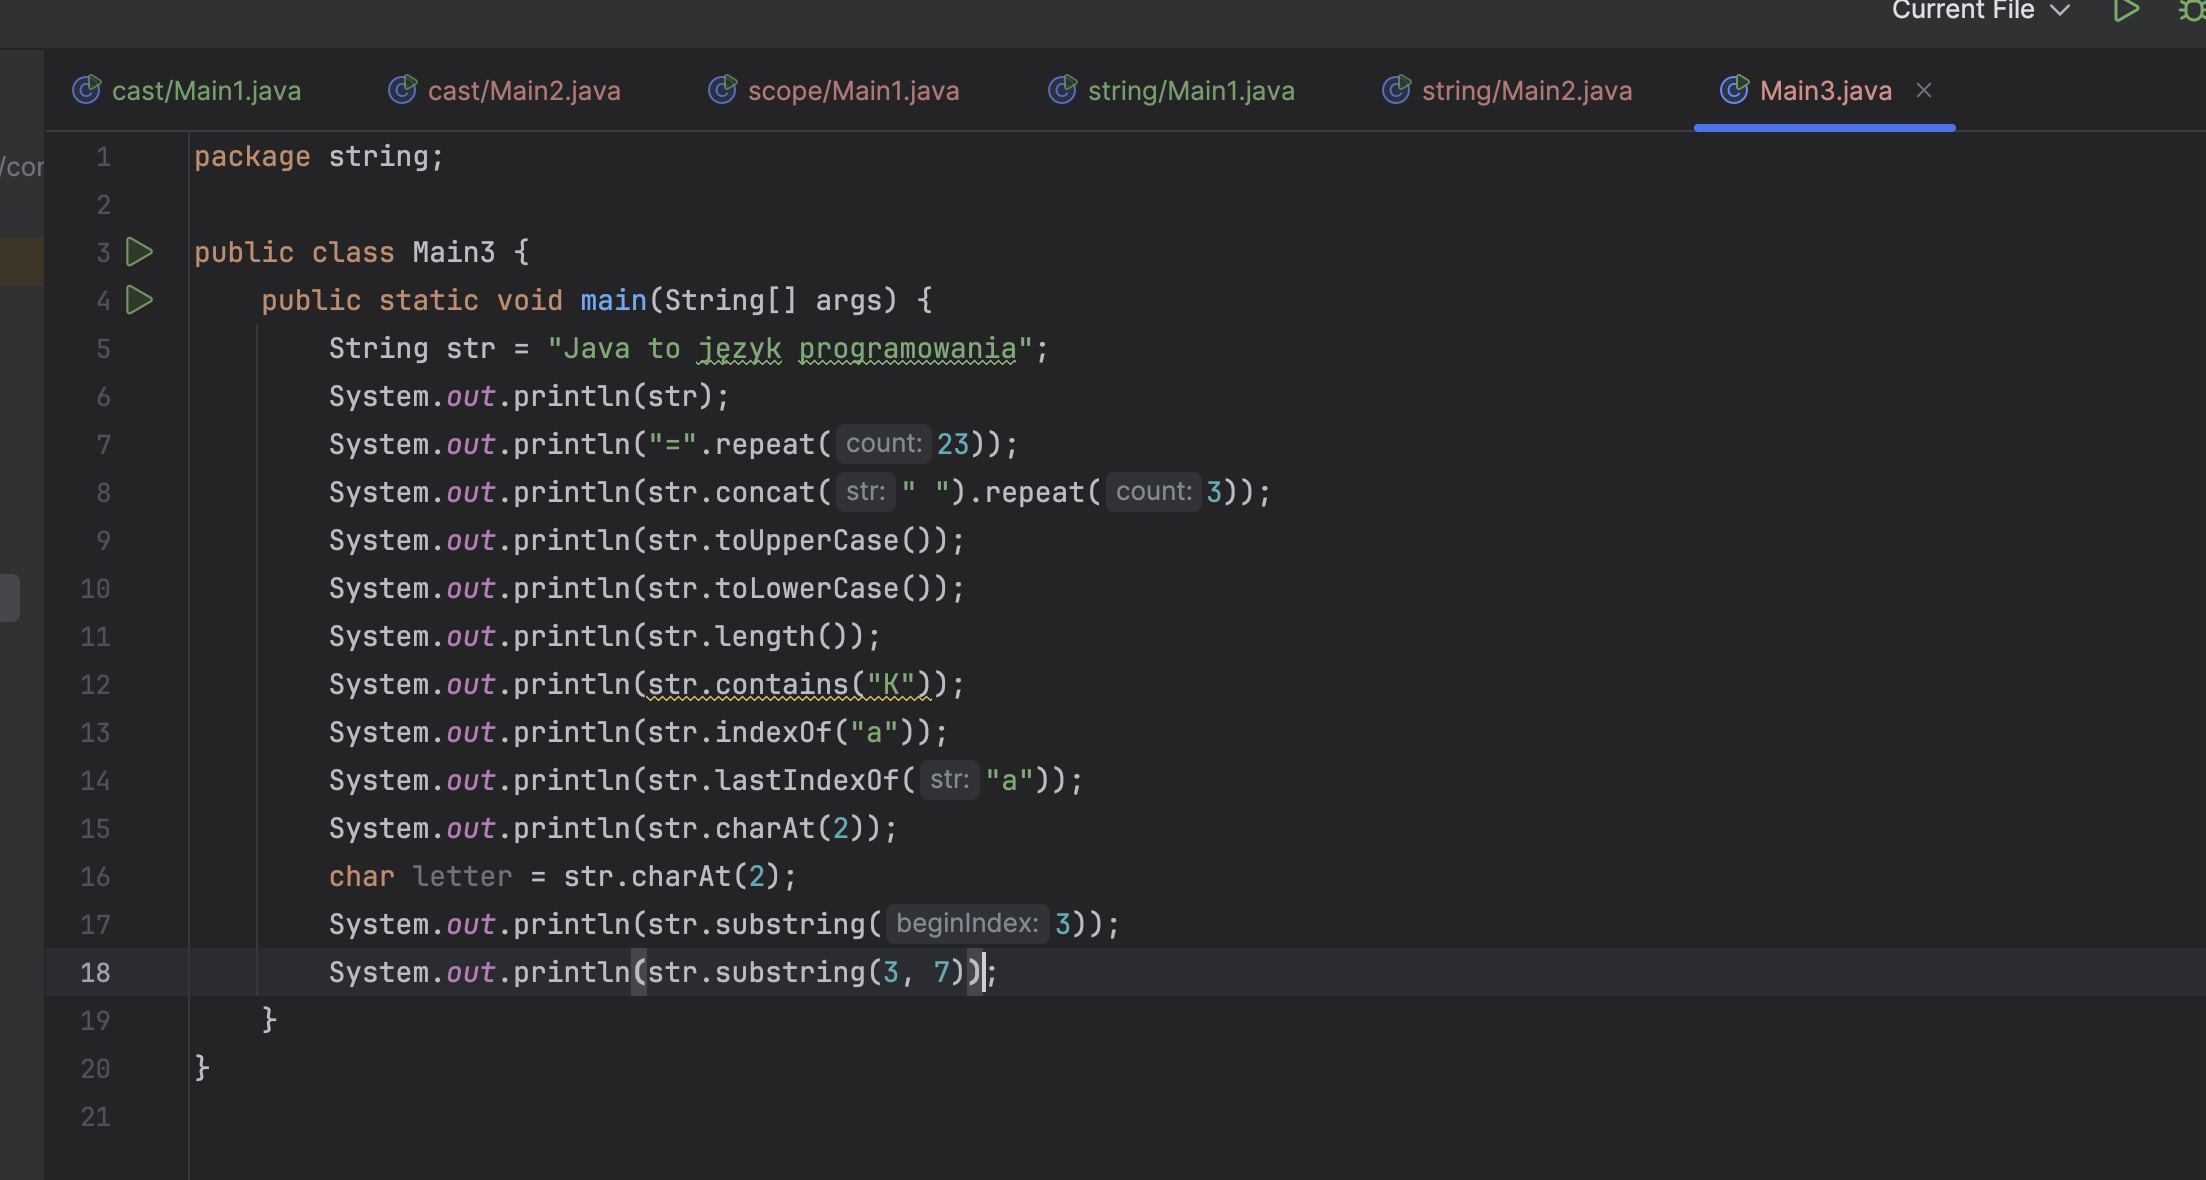 Current File
cast/Main1.java cast/Main2.java scope/Main1.java string/Main1.java string/Main2.java Main3.java
1 package string;
2
3 public class Main3 {
4 public static void main(String[] args) {
5 String str = "Java to język programowania";
6 System.out.println(str);
7 System.out.println("=".repeat( count: 23));
8 System.out.println(str.concat( str: " ").repeat( count: 3));
9 System.out.println(str.toUpperCase());
10 System.out.println(str.toLowerCase());
11 System.out.println(str.length());
12 System.out.println(str.contains("K"));
13 System.out.println(str.indexOf("a"));
14 System.out.println(str.lastIndexOf( str: "a"));
15 System.out.println(str.charAt(2));
16 char letter = str.charAt(2);
17 System.out.println(str.substring( beginIndex: 3));
18 System.out.println(str.substring(3, 7));
19 }
20 }
21